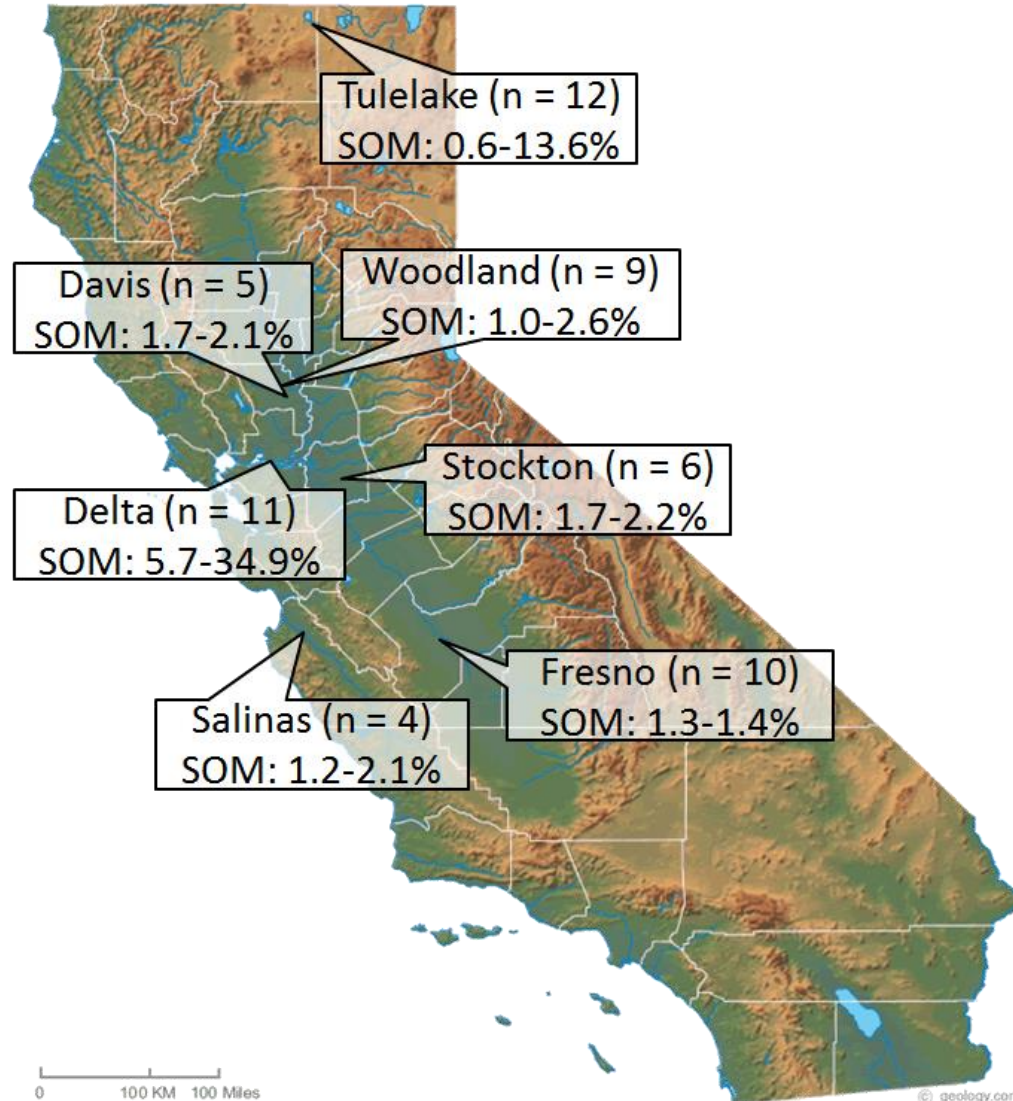 Tulelake (n = 12)
SOM: 0.6-13.6%
Davis (n = 5)
SOM: 1.7-2.1%
Woodland (n = 9)
SOM: 1.0-2.6%
Stockton (n = 6)
SOM: 1.7-2.2%
Delta (n = 11)
SOM: 5.7-34.9%
Fresno (n = 10)
SOM: 1.3-1.4%
Salinas (n = 4)
SOM: 1.2-2.1%
0 100 KM 100 Miles
© geology.com